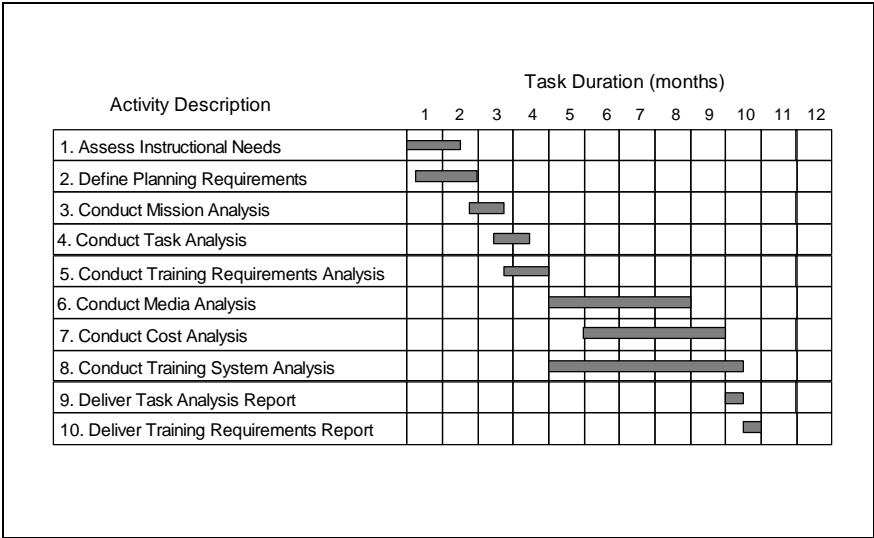 Task Duration (months)
Activity Description
1 2 3 4 5 6 7 8 9 10 11 12
1. Assess Instructional Needs
2. Define Planning Requirements
3. Conduct Mission Analysis
4. Conduct Task Analysis
5. Conduct Training Requirements Analysis
6. Conduct Media Analysis
7. Conduct Cost Analysis
8. Conduct Training System Analysis
9. Deliver Task Analysis Report
10. Deliver Training Requirements Report